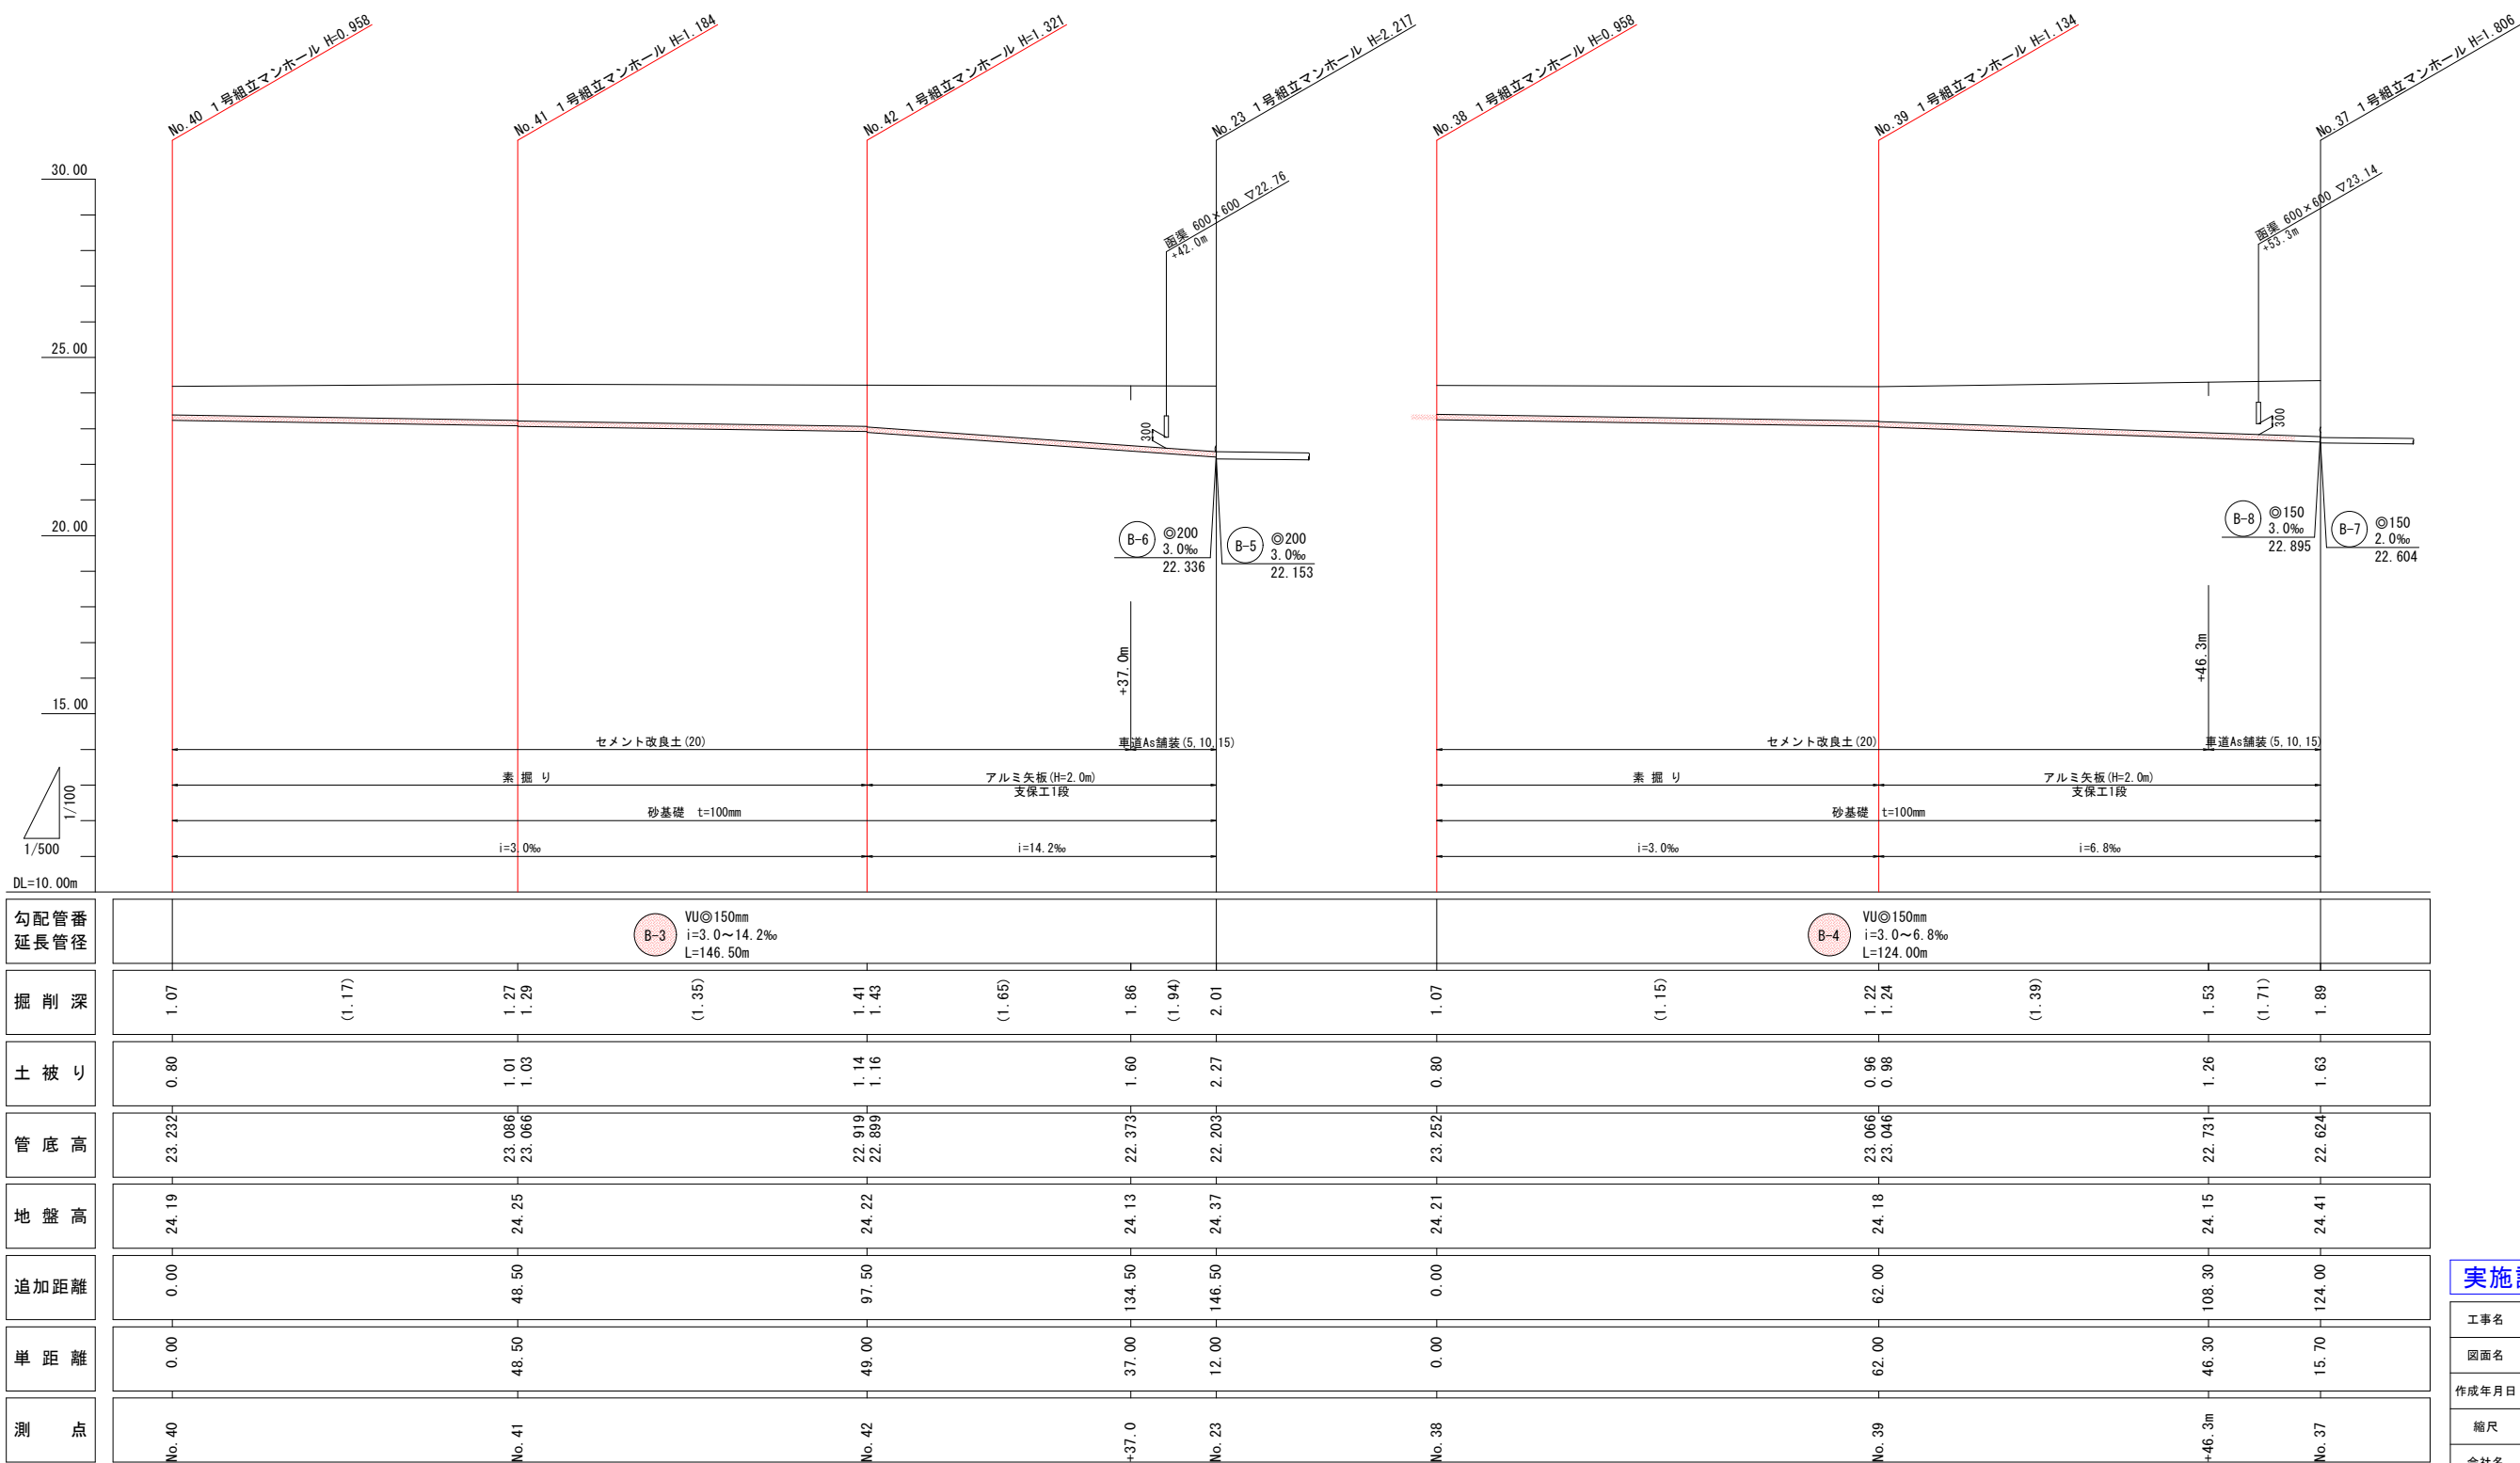 No.40 1号組立マンホール H=0.958
No.41 1号組立マンホール H=1.184
No.42 1号組立マンホール H=1.321
No.23 1号組立マンホール H=2.217
No.38 1号組立マンホール H=0.958
No.39 1号組立マンホール H=1.134
No.37 1号組立マンホール H=1.806
函渠 600×600 ▽22.76
+42.0m
函渠 600×600 ▽23.14
+53.3m
30.00
25.00
20.00
15.00
DL=10.00m
1/100
1/500
300
300
B-6 ◎200
3.0‰
22.336
B-5 ◎200
3.0‰
22.153
B-8 ◎150
3.0‰
22.895
B-7 ◎150
2.0‰
22.604
+37.0m
+46.3m
セメント改良土(20) 車道As舗装(5,10,15) セメント改良土(20) 車道As舗装(5,10,15)
素 掘 り アルミ矢板(H=2.0m) 素 掘 り アルミ矢板(H=2.0m)
支保工1段 支保工1段
砂基礎 t=100mm 砂基礎 t=100mm
i=3.0‰ i=14.2‰ i=3.0‰ i=6.8‰
勾配管番
延長管径
B-3 VU◎150mm
i=3.0~14.2‰
L=146.50m
B-4 VU◎150mm
i=3.0~6.8‰
L=124.00m
掘 削 深 1.07 (1.17) 1.27 1.29 (1.35) 1.41 1.43 (1.65) 1.86 (1.94) 2.01 1.07 (1.15) 1.22 1.24 (1.39) 1.53 (1.71) 1.89
土 被 り 0.80 1.01 1.03 1.14 1.16 1.60 2.27 0.80 0.96 0.98 1.26 1.63
管 底 高 23.232 23.086 23.066 22.919 22.899 22.373 22.203 23.252 23.066 23.046 22.731 22.624
地 盤 高 24.19 24.25 24.22 24.13 24.37 24.21 24.18 24.15 24.41
追加距離 0.00 48.50 97.50 134.50 146.50 0.00 62.00 108.30 124.00
単 距 離 0.00 48.50 49.00 37.00 12.00 0.00 62.00 46.30 15.70
測 点 No.40 No.41 No.42 +37.0 No.23 No.38 No.39 +46.3m No.37
実施
工事名
図面名
作成年月日
縮尺
会社名